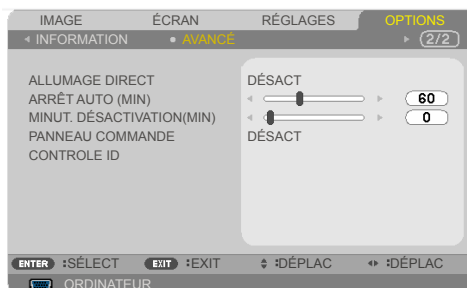 IMAGE ÉCRAN RÉGLAGES OPTIONS
INFORMATION AVANCÉ 2/2
ALLUMAGE DIRECT DÉSACT
ARRÊT AUTO (MIN) 60
MINUT. DÉSACTIVATION(MIN) 0
PANNEAU COMMANDE DÉSACT
CONTROLE ID
ENTER :SÉLECT EXIT :EXIT :DÉPLAC :DÉPLAC
ORDINATEUR